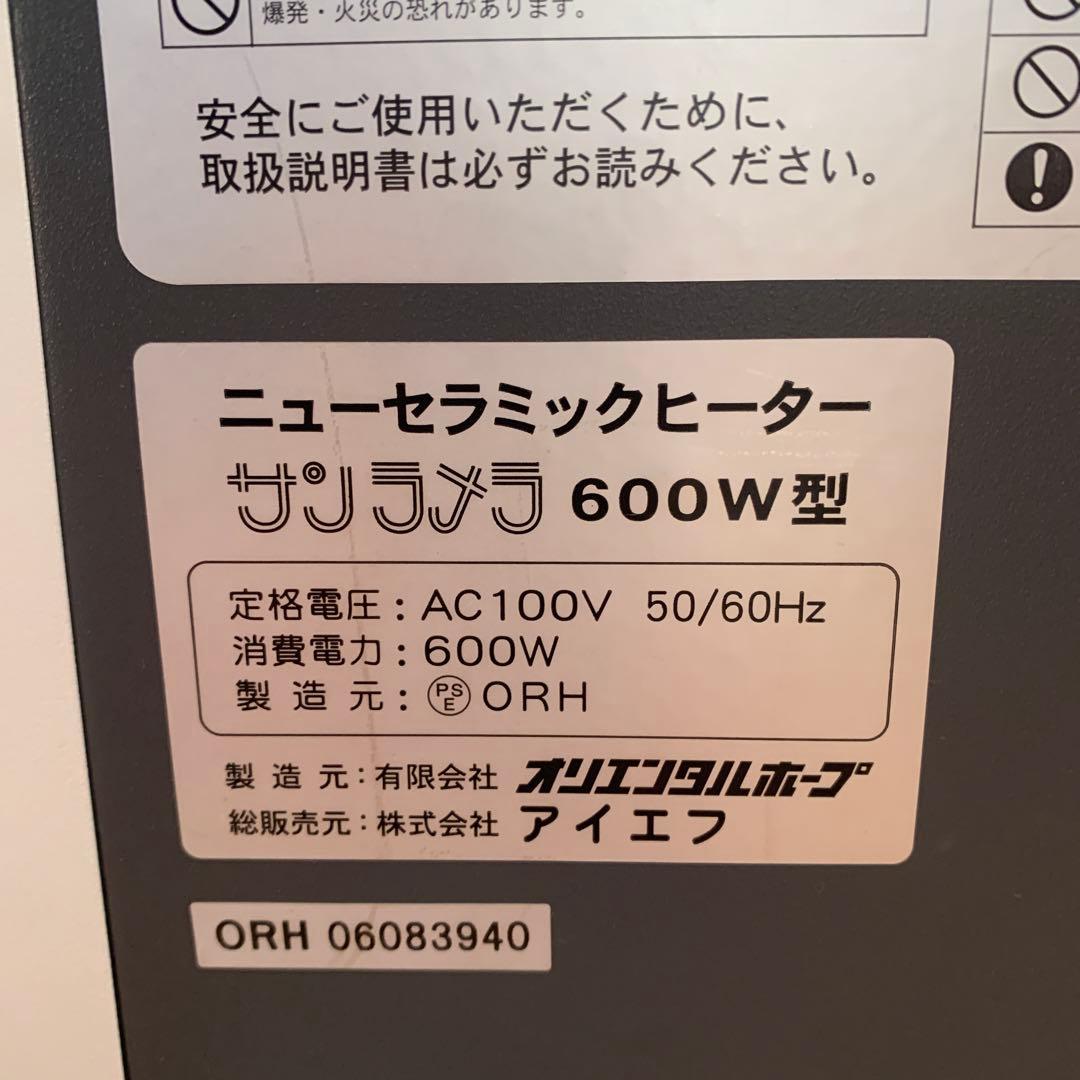 爆発・火災の恐れがあります。
安全にご使用いただくために、
取扱説明書は必ずお読みください。
ニューセラミックヒーター
サンラメラ 600W型
定格電圧：AC100V 50/60Hz
消費電力：600W
製造元：PSE ORH
製造元：有限会社 オリエンタルホープ
総販売元：株式会社 アイエフ
ORH 06083940